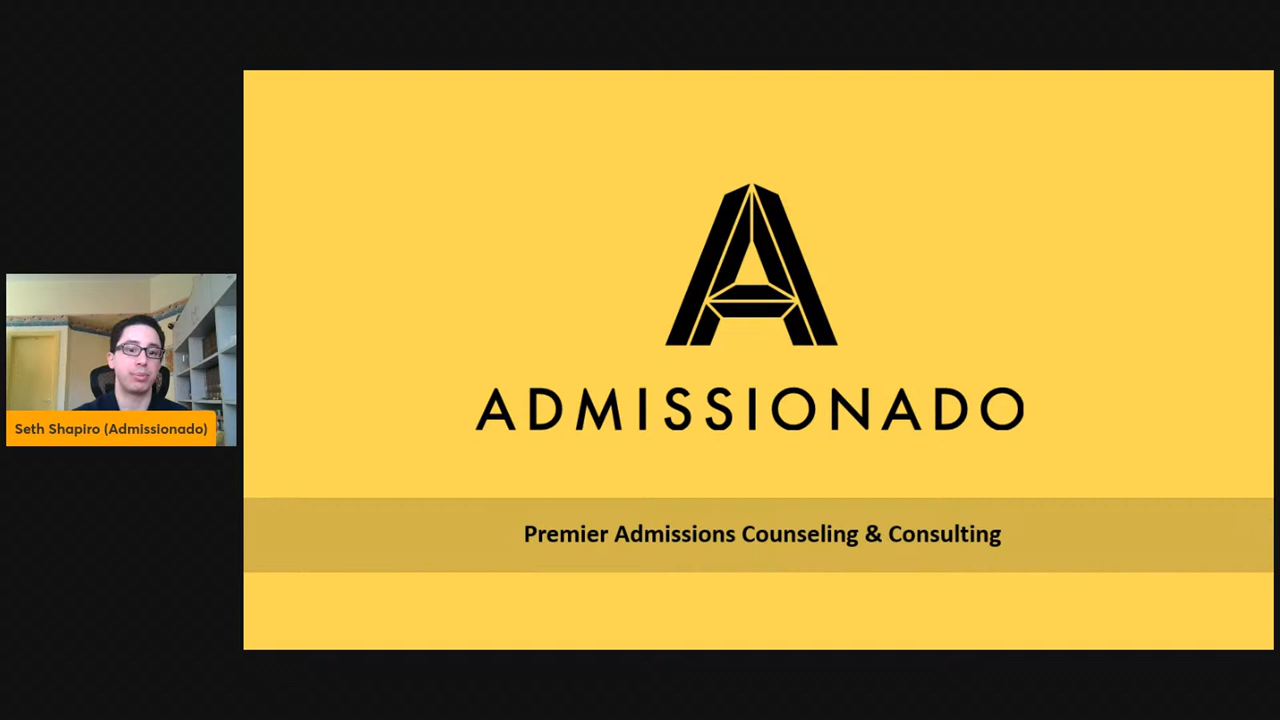 Seth Shapiro (Admissionado)
ADMISSIONADO
Premier Admissions Counseling & Consulting